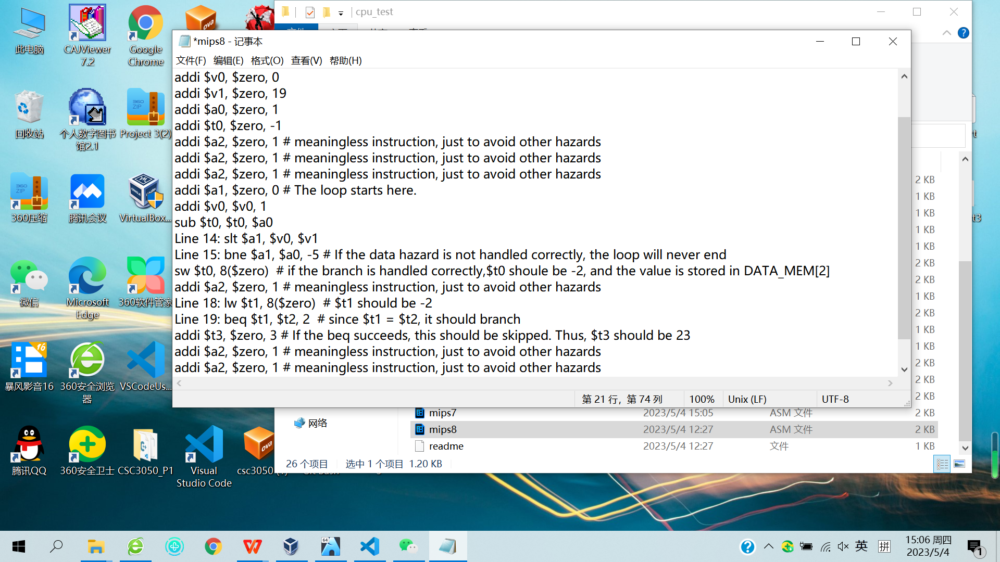 cpu_test
*mips8 - 记事本
文件(F) 编辑(E) 格式(O) 查看(V) 帮助(H)
addi $v0, $zero, 0
addi $v1, $zero, 19
addi $a0, $zero, 1
addi $t0, $zero, -1
addi $a2, $zero, 1 # meaningless instruction, just to avoid other hazards
addi $a2, $zero, 1 # meaningless instruction, just to avoid other hazards
addi $a2, $zero, 1 # meaningless instruction, just to avoid other hazards
addi $a1, $zero, 0 # The loop starts here.
addi $v0, $v0, 1
sub $t0, $t0, $a0
Line 14: slt $a1, $v0, $v1
Line 15: bne $a1, $a0, -5 # If the data hazard is not handled correctly, the loop will never end
sw $t0, 8($zero)  # if the branch is handled correctly,$t0 shoule be -2, and the value is stored in DATA_MEM[2]
addi $a2, $zero, 1 # meaningless instruction, just to avoid other hazards
Line 18: lw $t1, 8($zero)  # $t1 should be -2
Line 19: beq $t1, $t2, 2  # since $t1 = $t2, it should branch
addi $t3, $zero, 3 # If the beq succeeds, this should be skipped. Thus, $t3 should be 23
addi $a2, $zero, 1 # meaningless instruction, just to avoid other hazards
addi $a2, $zero, 1 # meaningless instruction, just to avoid other hazards
第 21 行，第 74 列
100%
Unix (LF)
UTF-8
2 KB
1 KB
1 KB
1 KB
1 KB
2 KB
2 KB
1 KB
2 KB
1 KB
1 KB
2 KB
2 KB
2 KB
网络
mips7 2023/5/4 15:05 ASM 文件 2 KB
mips8 2023/5/4 12:27 ASM 文件 2 KB
readme 2023/5/4 12:27 文件 1 KB
26 个项目 选中 1 个项目 1.20 KB
此电脑
CAJViewer
7.2
Google
Chrome
回收站
个人数字图书
馆2.1
Project 3(2)
360压缩
腾讯会议
VirtualBox...
微信
Microsoft
Edge
360软件管家
暴风影音16
360安全浏览
器
VSCodeUs...
腾讯QQ
360安全卫士
CSC3050_P1
Visual
Studio Code
csc3050
英
拼
15:06 周四
2023/5/4
1